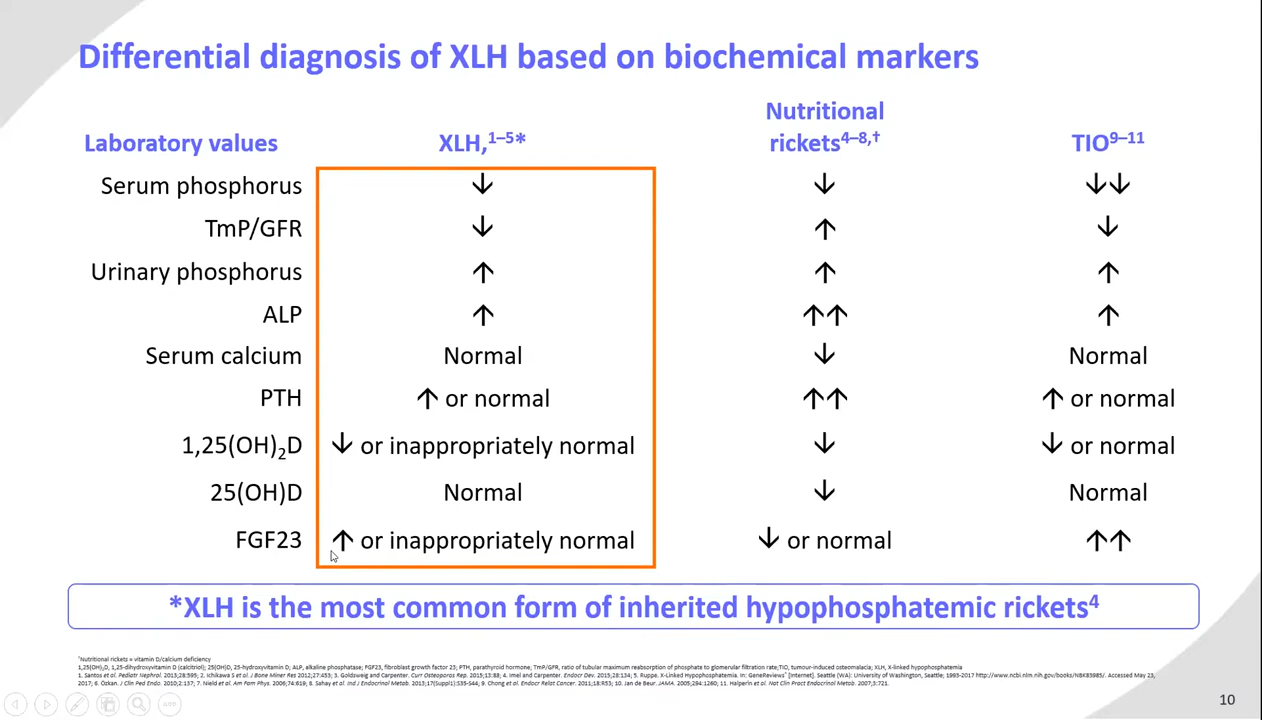 Differential diagnosis of XLH based on biochemical markers
Laboratory values XLH,1–5* Nutritional rickets4–8,† TIO9–11
Serum phosphorus ↓ ↓ ↓↓
TmP/GFR ↓ ↑ ↓
Urinary phosphorus ↑ ↑ ↑
ALP ↑ ↑↑ ↑
Serum calcium Normal ↓ Normal
PTH ↑ or normal ↑↑ ↑ or normal
1,25(OH)2D ↓ or inappropriately normal ↓ ↓ or normal
25(OH)D Normal ↓ Normal
FGF23 ↑ or inappropriately normal ↓ or normal ↑↑
*XLH is the most common form of inherited hypophosphatemic rickets4
†Nutritional rickets = vitamin D/calcium deficiency
1,25(OH)2D, 1,25-dihydroxyvitamin D (calcitriol); 25(OH)D, 25-hydroxyvitamin D; ALP, alkaline phosphatase; FGF23, fibroblast growth factor 23; PTH, parathyroid hormone; TmP/GFR, ratio of tubular maximum reabsorption of phosphate to glomerular filtration rate;TIO, tumour-induced osteomalacia; XLH, X-linked hypophosphatemia
1. Santos et al. Pediatr Nephrol. 2013;28:595; 2. Ichikawa S et al. J Bone Miner Res 2012;27:453; 3. Goldsweig and Carpenter. Curr Osteoporos Rep. 2015;13:88; 4. Imel and Carpenter. Endocr Dev. 2015;28:134; 5. Ruppe. X-Linked Hypophosphatemia. In: GeneReviews® [Internet]. Seattle (WA): University of Washington, Seattle; 1993-2017 http://www.ncbi.nlm.nih.gov/books/NBK83985/. Accessed May 23,
2017; 6. Özkan. J Clin Ped Endo. 2010;2:137; 7. Nield et al. Am Fam Phys. 2006;74:619; 8. Sahay et al. Ind J Endocrinol Metab. 2013;17(Suppl1):S35-S44; 9. Chong et al. Endocr Relat Cancer. 2011;18:R53; 10. Jan de Beur. JAMA. 2005;294:1260; 11. Halperin et al. Nat Clin Pract Endocrinol Metab. 2007;3:721.
10